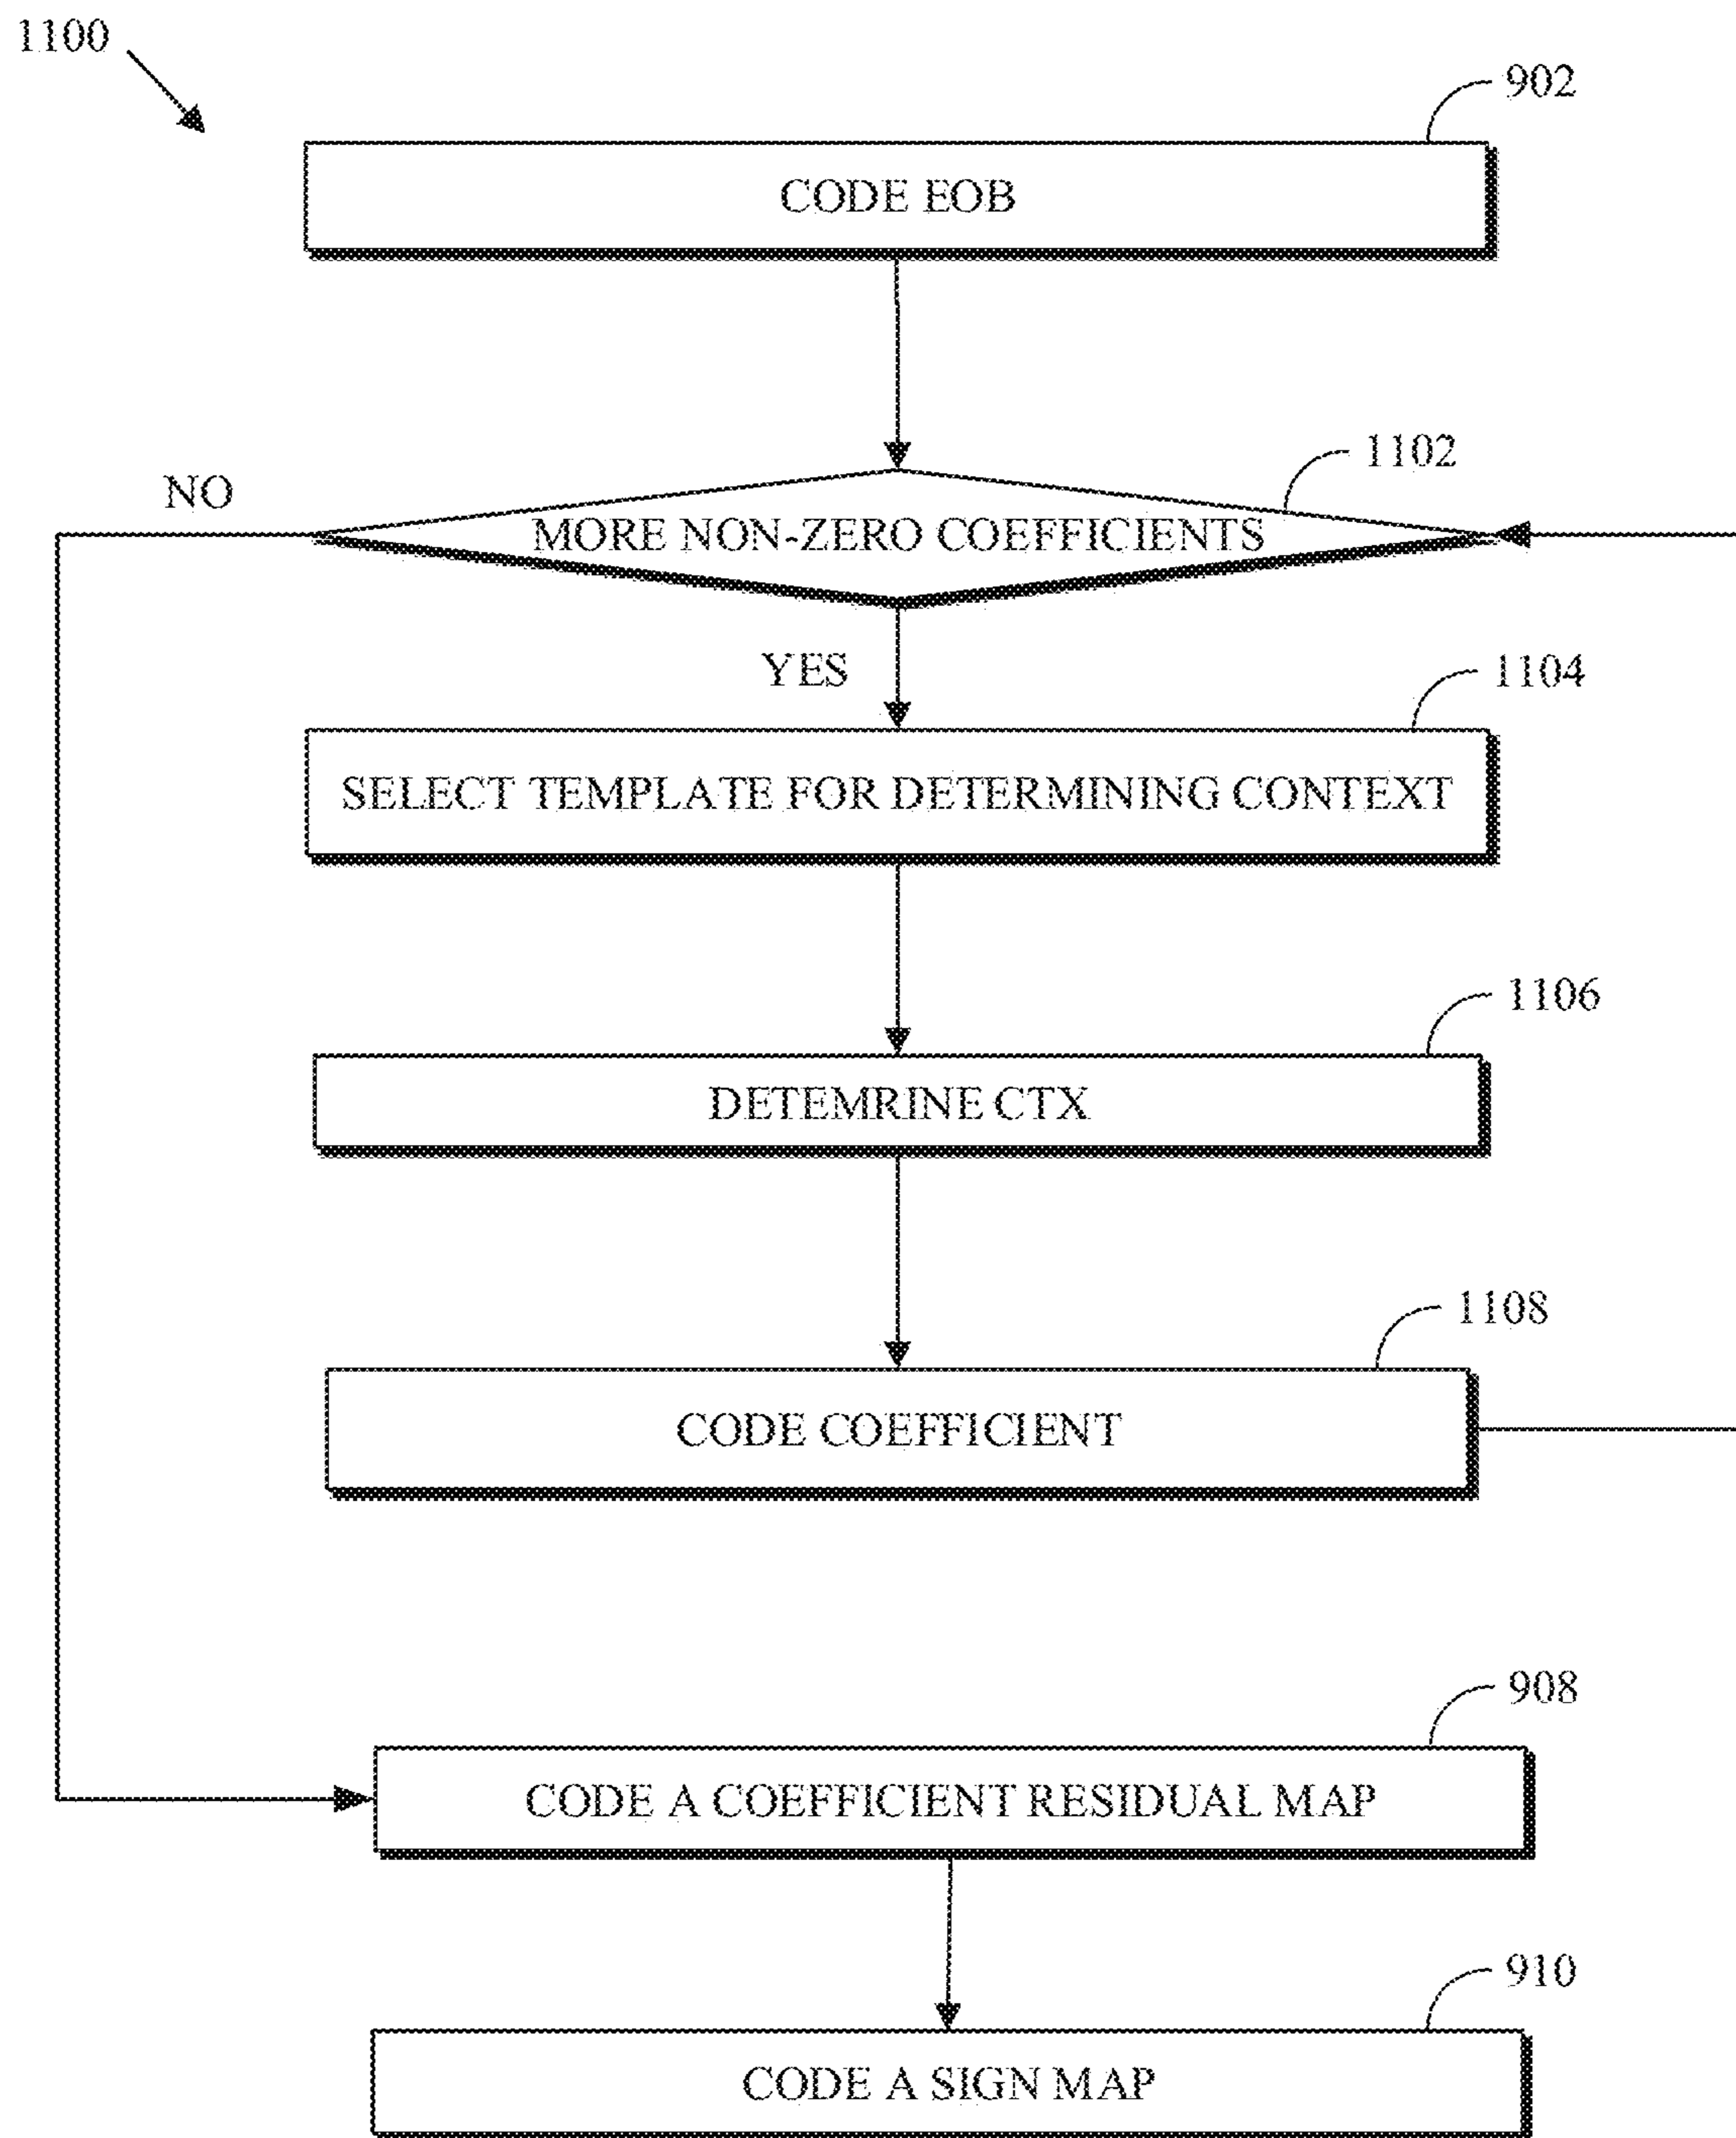 1100
902
CODE EOB
1102
NO
MORE NON-ZERO COEFFICIENTS
YES
1104
SELECT TEMPLATE FOR DETERMINING CONTEXT
1106
DETEMRINE CTX
1108
CODE COEFFICIENT
908
CODE A COEFFICIENT RESIDUAL MAP
910
CODE A SIGN MAP